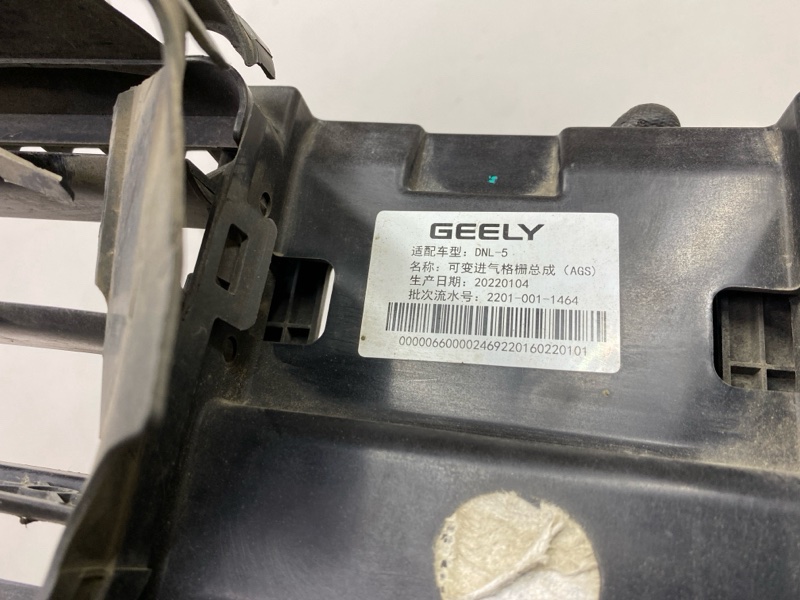 GEELY
适配车型：DNL-5
名称：可变进气格栅总成（AGS）
生产日期：20220104
批次流水号：2201-001-1464
000006600002469220160220101